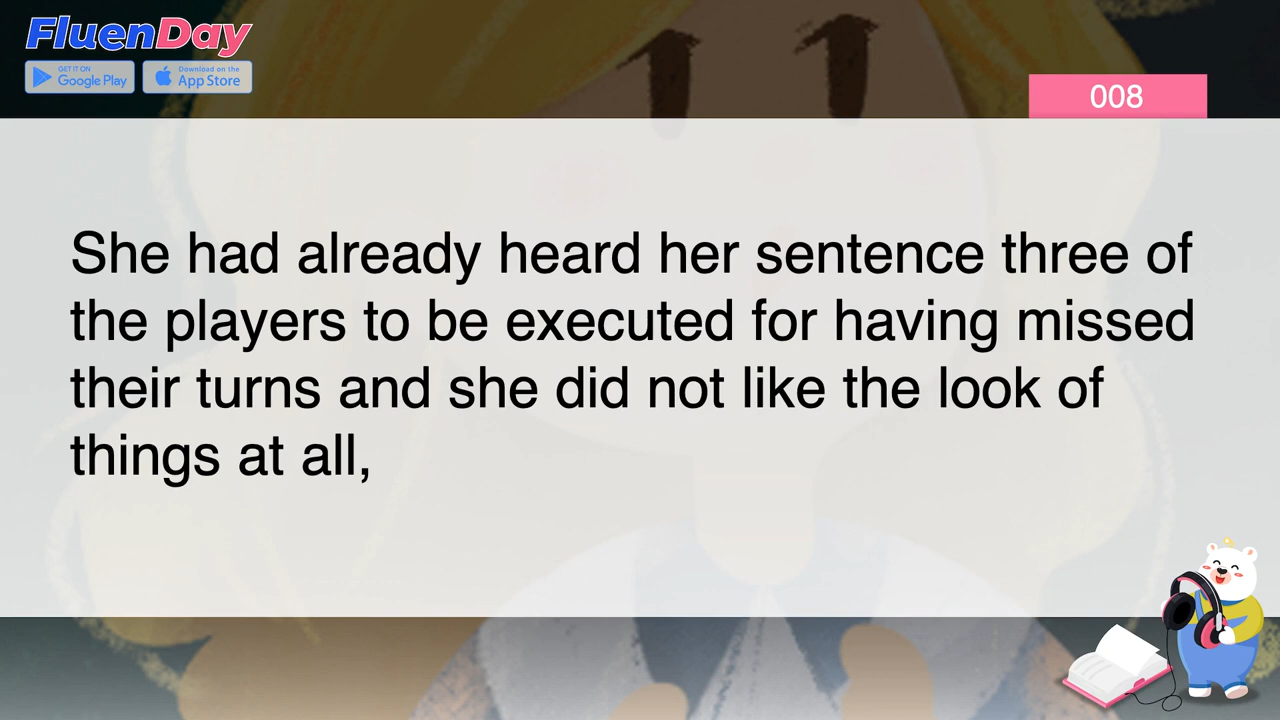 FluenDay
GET IT ON
Google Play
Download on the
App Store
008
She had already heard her sentence three of
the players to be executed for having missed
their turns and she did not like the look of
things at all,